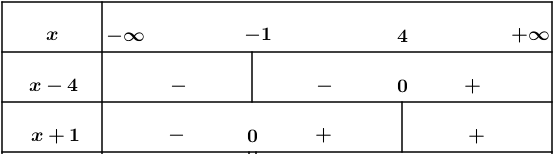 x −∞ −1 4 +∞
x − 4 − − 0 +
x + 1 − 0 + +